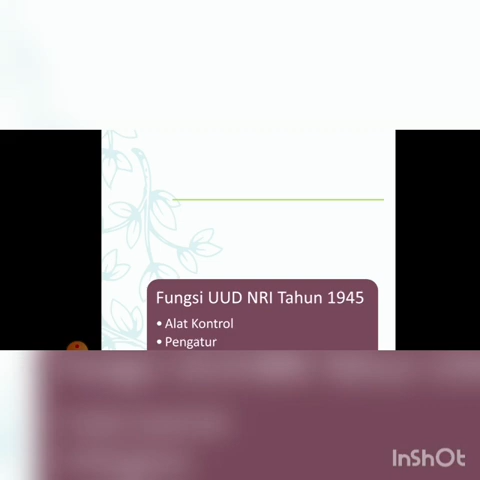 Fungsi UUD NRI Tahun 1945
• Alat Kontrol
• Pengatur
InShOt